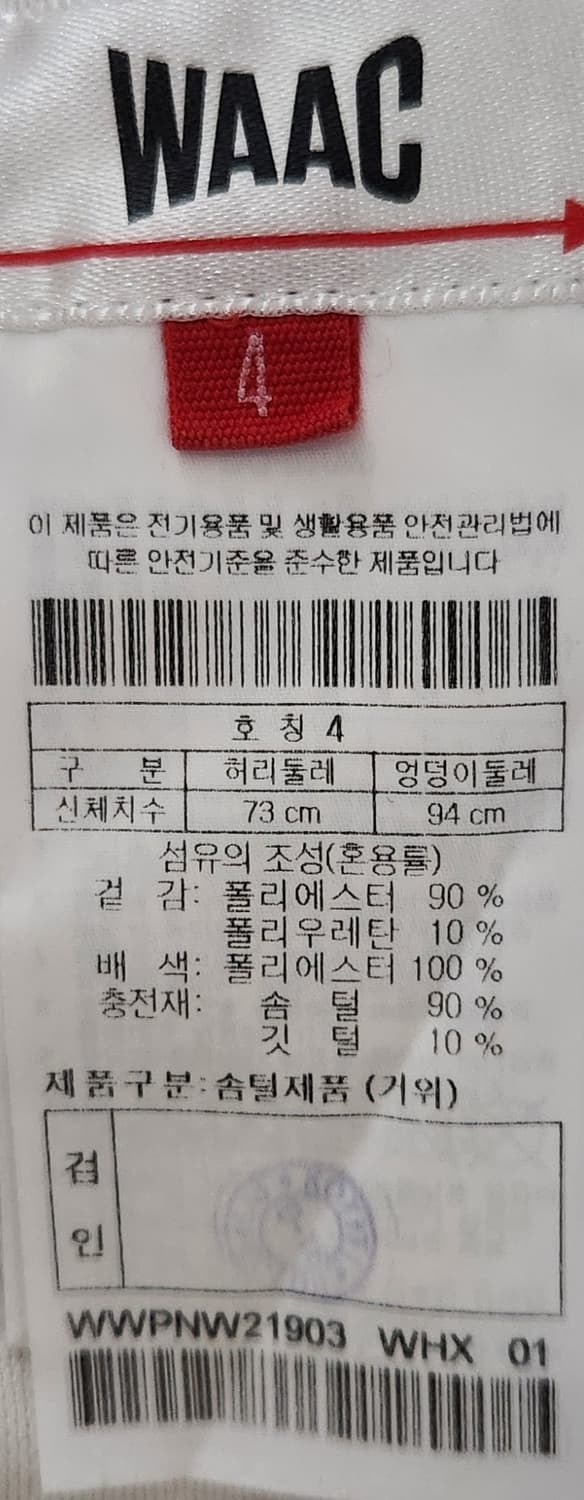 WAAC
4
이 제품은 전기용품 및 생활용품 안전관리법에
따른 안전기준을 준수한 제품입니다
호 칭 4
구 분 허리둘레 엉덩이둘레
신체치수 73 cm 94 cm
섬유의 조성(혼용률)
겉 감: 폴리에스터 90 %
폴리우레탄 10 %
배 색: 폴리에스터 100 %
충전재: 솜 털 90 %
깃 털 10 %
제품구분:솜털제품 (거위)
검
인
WWPNW21903 WHX 01